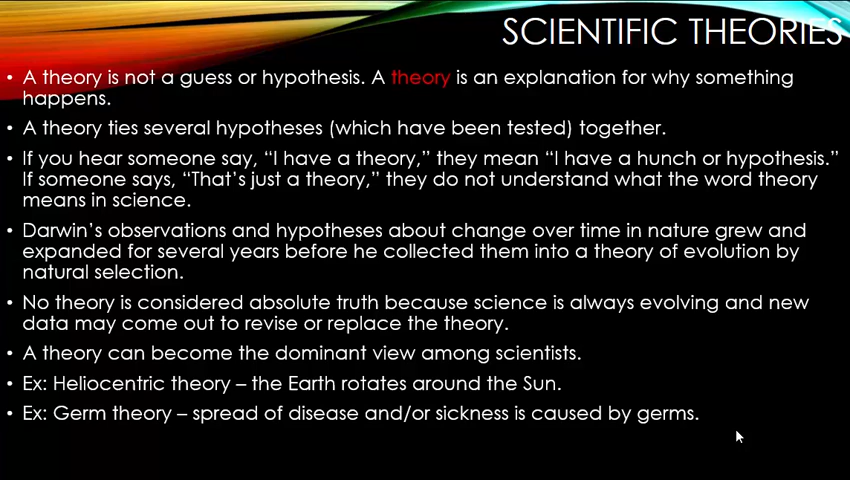 SCIENTIFIC THEORIES
• A theory is not a guess or hypothesis. A theory is an explanation for why something
happens.
• A theory ties several hypotheses (which have been tested) together.
• If you hear someone say, “I have a theory,” they mean “I have a hunch or hypothesis.”
If someone says, “That’s just a theory,” they do not understand what the word theory
means in science.
• Darwin’s observations and hypotheses about change over time in nature grew and
expanded for several years before he collected them into a theory of evolution by
natural selection.
• No theory is considered absolute truth because science is always evolving and new
data may come out to revise or replace the theory.
• A theory can become the dominant view among scientists.
• Ex: Heliocentric theory – the Earth rotates around the Sun.
• Ex: Germ theory – spread of disease and/or sickness is caused by germs.